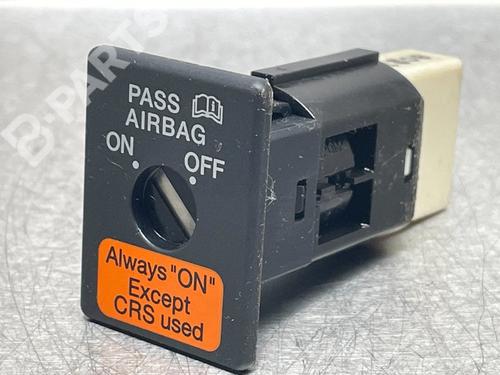 PASS
AIRBAG
ON OFF
Always "ON"
Except
CRS used
B-PARTS